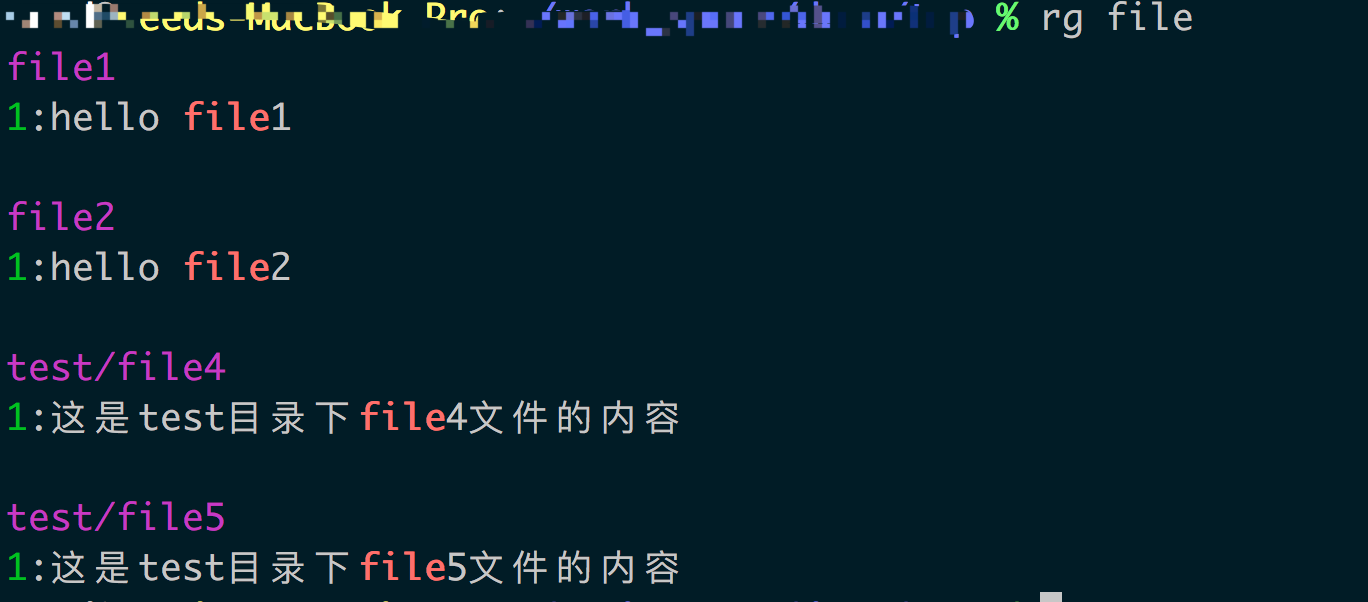 MacBook % rg file
file1
1:hello file1
file2
1:hello file2
test/file4
1:这是test目录下file4文件的内容
test/file5
1:这是test目录下file5文件的内容